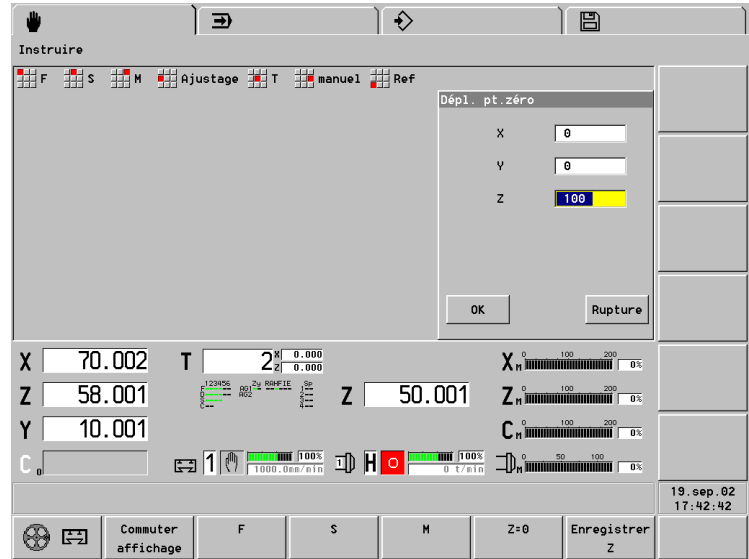 Instruire
F S M Ajustage T manuel Ref
Dépl. pt.zéro
X 0
Y 0
Z 100
OK Rupture
X 70.002 T 2 X 0.000 Z 0.000 X M 0 100 200 0%
Z 58.001 Z 50.001 Z M 0 100 200 0%
Y 10.001 C M 0 100 200 0%
C 0 1 100% 1000.0mm/min 1 H O 100% 0 t/min M 0 50 100 0%
19.sep.02
17:42:42
Commuter affichage F S M Z=0 Enregistrer Z